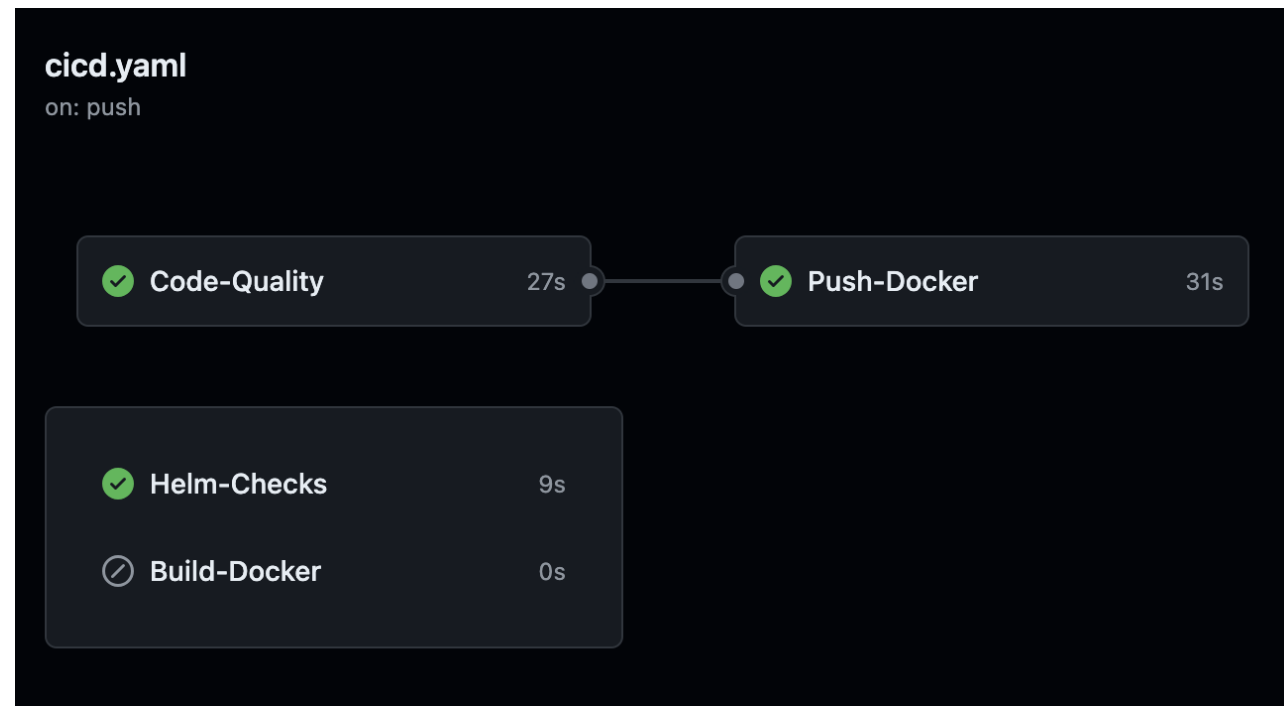 cicd.yaml
on: push
Code-Quality 27s
Push-Docker 31s
Helm-Checks 9s
Build-Docker 0s